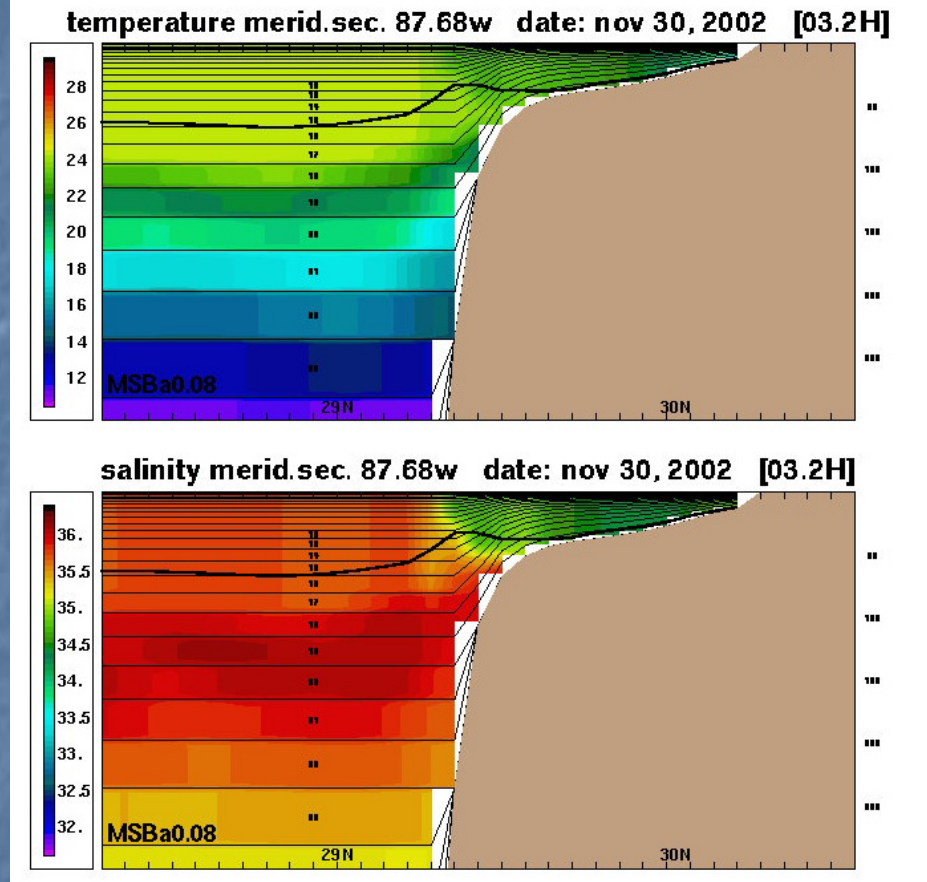 temperature merid.sec. 87.68w date: nov 30, 2002 [03.2H]
28
26
24
22
20
18
16
14
12
MSBa0.08
29N
30N
salinity merid.sec. 87.68w date: nov 30, 2002 [03.2H]
36.
35.5
35.
34.5
34.
33.5
33.
32.5
32.
MSBa0.08
29N
30N